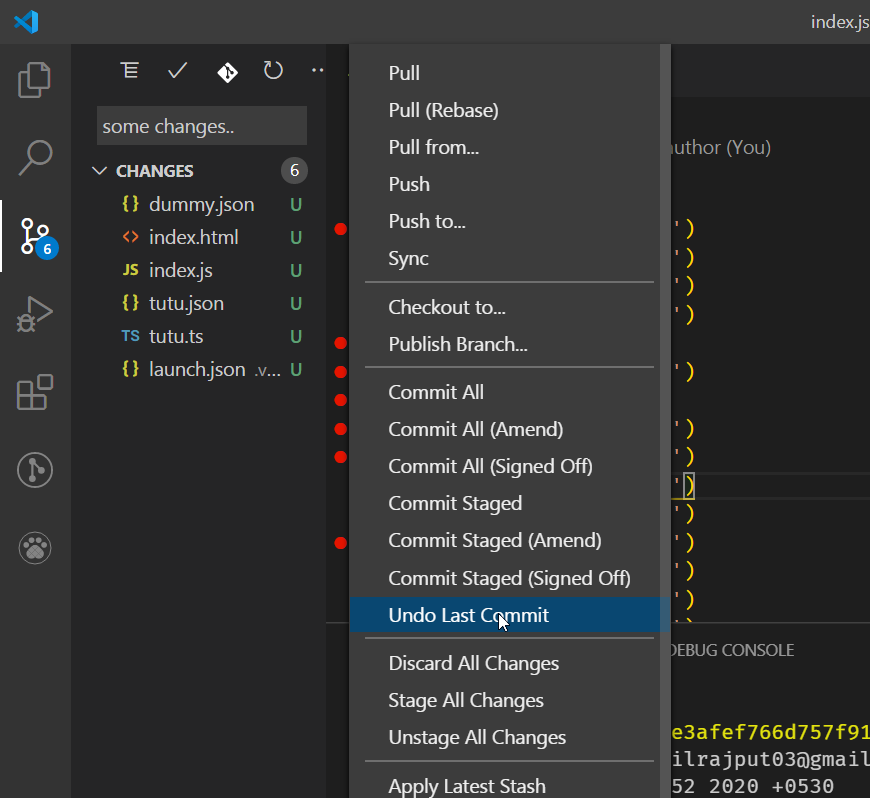 index.js
some changes..
CHANGES 6
{} dummy.json U
<> index.html U
JS index.js U
{} tutu.json U
TS tutu.ts U
{} launch.json .v... U
6
Pull
Pull (Rebase)
Pull from...
Push
Push to...
Sync
Checkout to...
Publish Branch...
Commit All
Commit All (Amend)
Commit All (Signed Off)
Commit Staged
Commit Staged (Amend)
Commit Staged (Signed Off)
Undo Last Commit
Discard All Changes
Stage All Changes
Unstage All Changes
Apply Latest Stash
author (You)
')
')
')
')
')
')
')
')
')
')
')
')
DEBUG CONSOLE
e3afef766d757f91
ilrajput03@gmail
52 2020 +0530